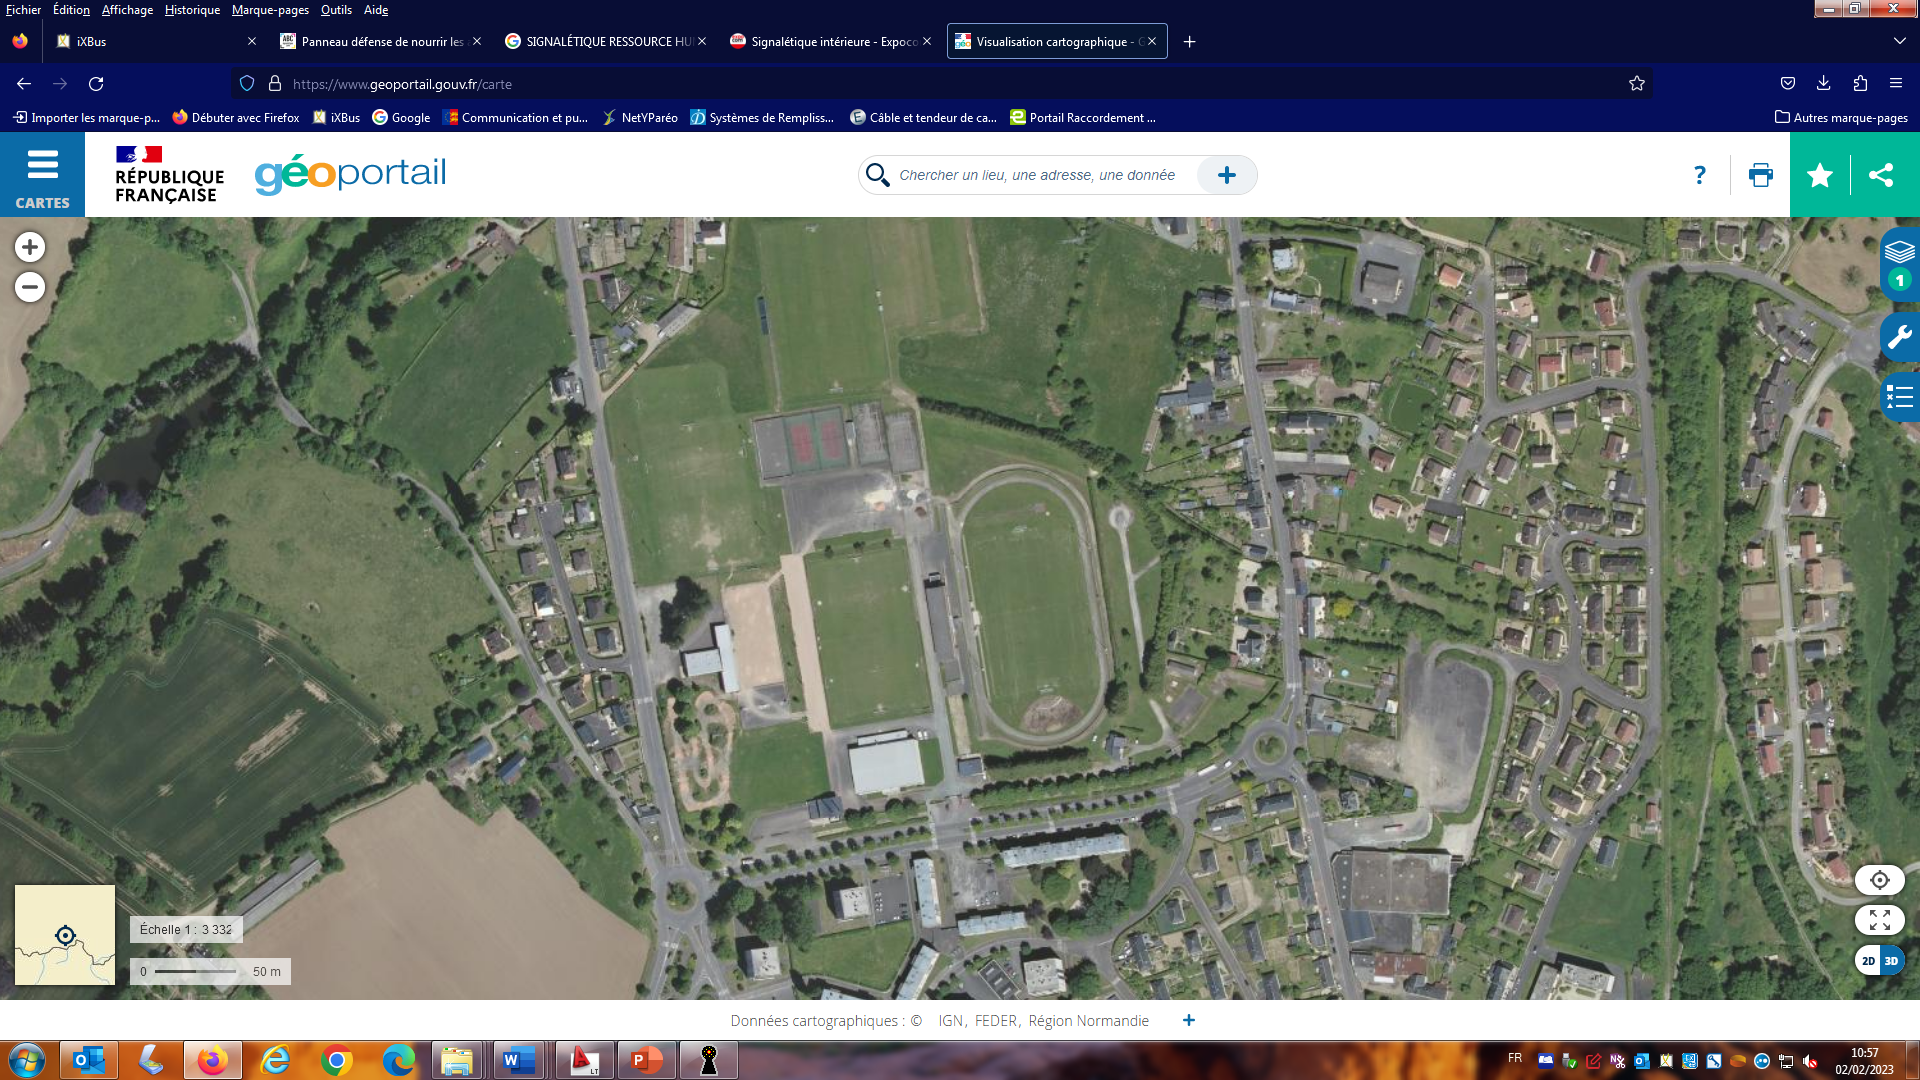 Fichier Édition Affichage Historique Marque-pages Outils Aide
iXBus
Panneau défense de nourrir les
SIGNALÉTIQUE RESSOURCE HU
Signalétique intérieure - Expoco
Visualisation cartographique - G
https://www.geoportail.gouv.fr/carte
Importer les marque-p...
Débuter avec Firefox
iXBus
Google
Communication et pu...
NetYParéo
Systèmes de Rempliss...
Câble et tendeur de ca...
Portail Raccordement ...
Autres marque-pages
CARTES
RÉPUBLIQUE
FRANÇAISE
géoportail
Chercher un lieu, une adresse, une donnée
?
1
Échelle 1 : 3 332
0 50 m
2D 3D
Données cartographiques : © IGN, FEDER, Région Normandie
FR
10:57
02/02/2023